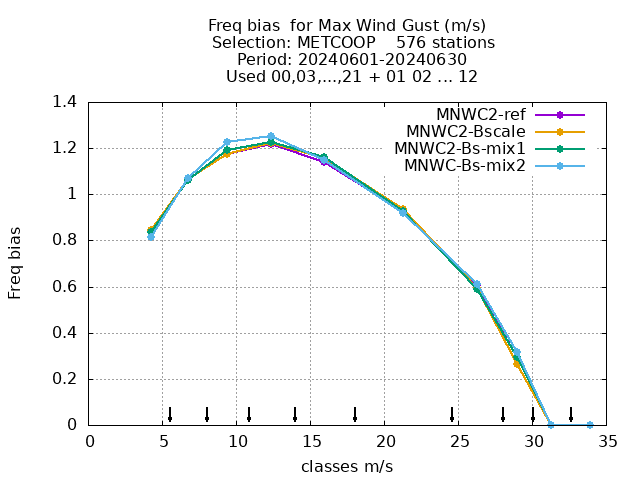 Freq bias  for Max Wind Gust (m/s)
Selection: METCOOP    576 stations
Period: 20240601-20240630
Used 00,03,...,21 + 01 02 ... 12
MNWC2-ref
MNWC2-Bscale
MNWC2-Bs-mix1
MNWC-Bs-mix2
Freq bias
1.4
1.2
1
0.8
0.6
0.4
0.2
0
0 5 10 15 20 25 30 35
classes m/s